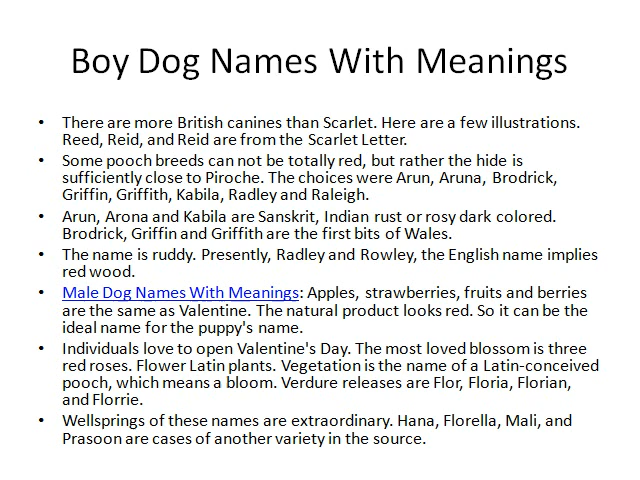 Boy Dog Names With Meanings
• There are more British canines than Scarlet. Here are a few illustrations.
Reed, Reid, and Reid are from the Scarlet Letter.
• Some pooch breeds can not be totally red, but rather the hide is
sufficiently close to Piroche. The choices were Arun, Aruna, Brodrick,
Griffin, Griffith, Kabila, Radley and Raleigh.
• Arun, Arona and Kabila are Sanskrit, Indian rust or rosy dark colored.
Brodrick, Griffin and Griffith are the first bits of Wales.
• The name is ruddy. Presently, Radley and Rowley, the English name implies
red wood.
• Male Dog Names With Meanings: Apples, strawberries, fruits and berries
are the same as Valentine. The natural product looks red. So it can be the
ideal name for the puppy's name.
• Individuals love to open Valentine's Day. The most loved blossom is three
red roses. Flower Latin plants. Vegetation is the name of a Latin-conceived
pooch, which means a bloom. Verdure releases are Flor, Floria, Florian,
and Florrie.
• Wellsprings of these names are extraordinary. Hana, Florella, Mali, and
Prasoon are cases of another variety in the source.